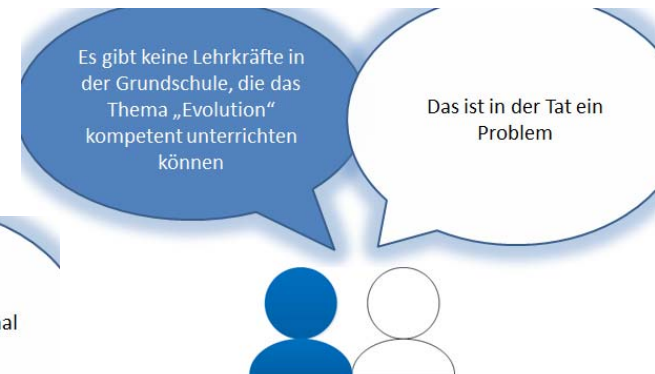 Es gibt keine Lehrkräfte in
der Grundschule, die das
Thema „Evolution“
kompetent unterrichten
können
Das ist in der Tat ein
Problem